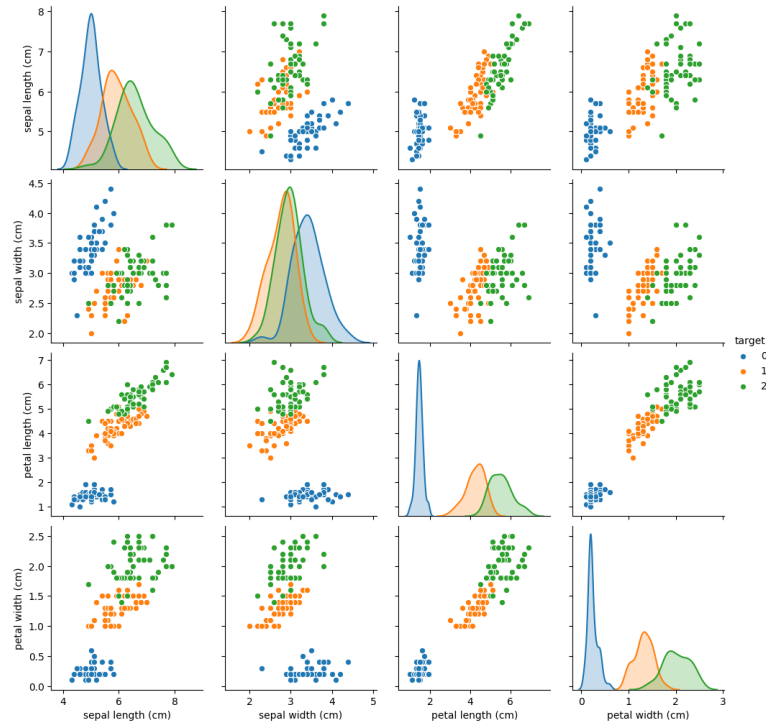 8
7
6
5
sepal length (cm)
4.5
4.0
3.5
3.0
2.5
2.0
sepal width (cm)
target
0
1
2
7
6
5
4
3
2
1
petal length (cm)
2.5
2.0
1.5
1.0
0.5
0.0
petal width (cm)
4 6 8
2 3 4 5
2 4 6
0 1 2 3
sepal length (cm) sepal width (cm) petal length (cm) petal width (cm)